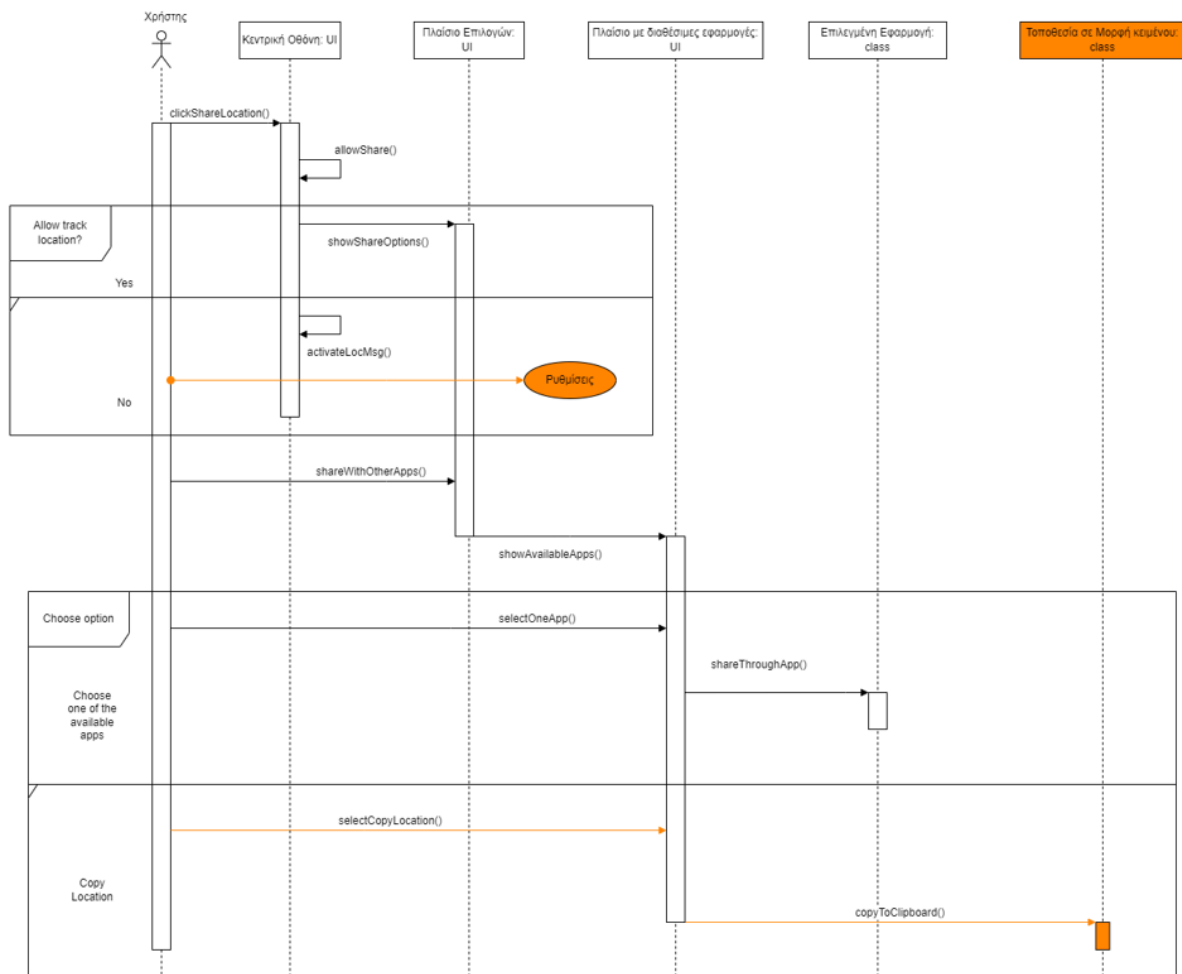 Χρήστης
Κεντρική Οθόνη: UI
Πλαίσιο Επιλογών:
UI
Πλαίσιο με διαθέσιμες εφαρμογές:
UI
Επιλεγμένη Εφαρμογή:
class
Τοποθεσία σε Μορφή κειμένου:
class
clickShareLocation()
allowShare()
Allow track
location?
showShareOptions()
Yes
activateLocMsg()
Ρυθμίσεις
No
shareWithOtherApps()
showAvailableApps()
Choose option
selectOneApp()
shareThroughApp()
Choose
one of the
available
apps
selectCopyLocation()
Copy
Location
copyToClipboard()